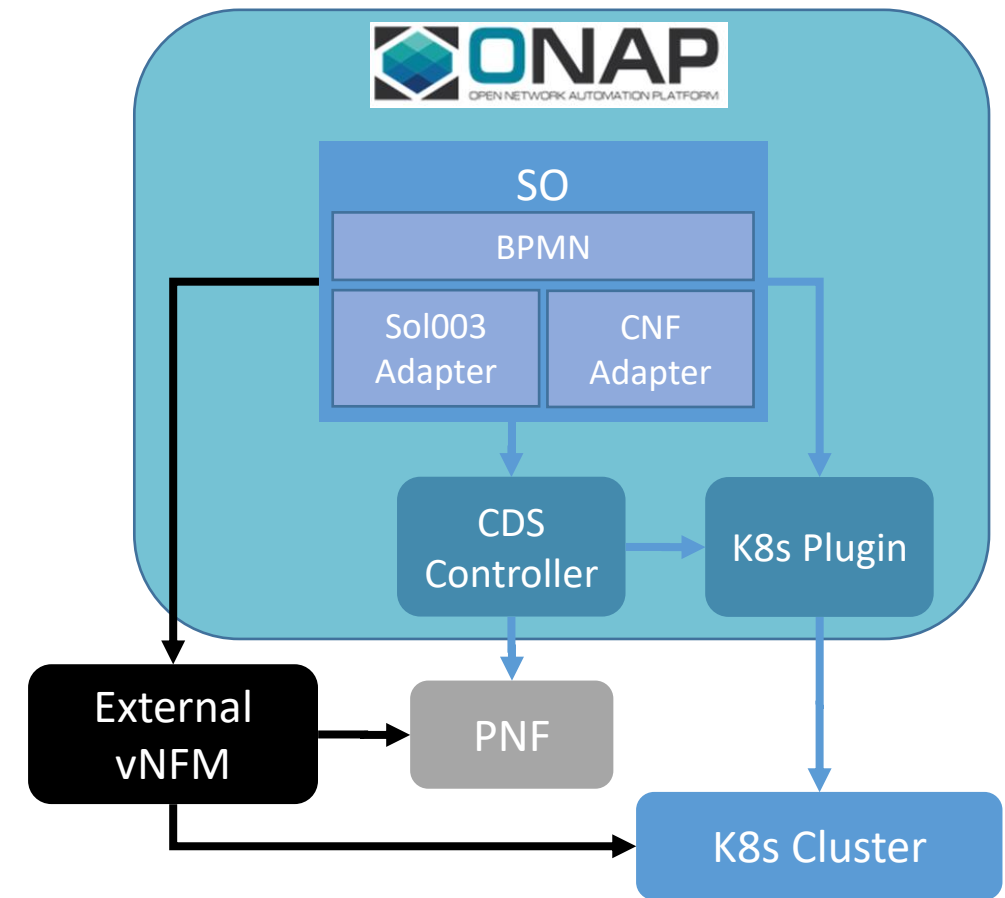 ONAP
OPEN NETWORK AUTOMATION PLATFORM
SO
BPMN
Sol003
Adapter
CNF
Adapter
CDS
Controller
K8s Plugin
External
vNFM
PNF
K8s Cluster